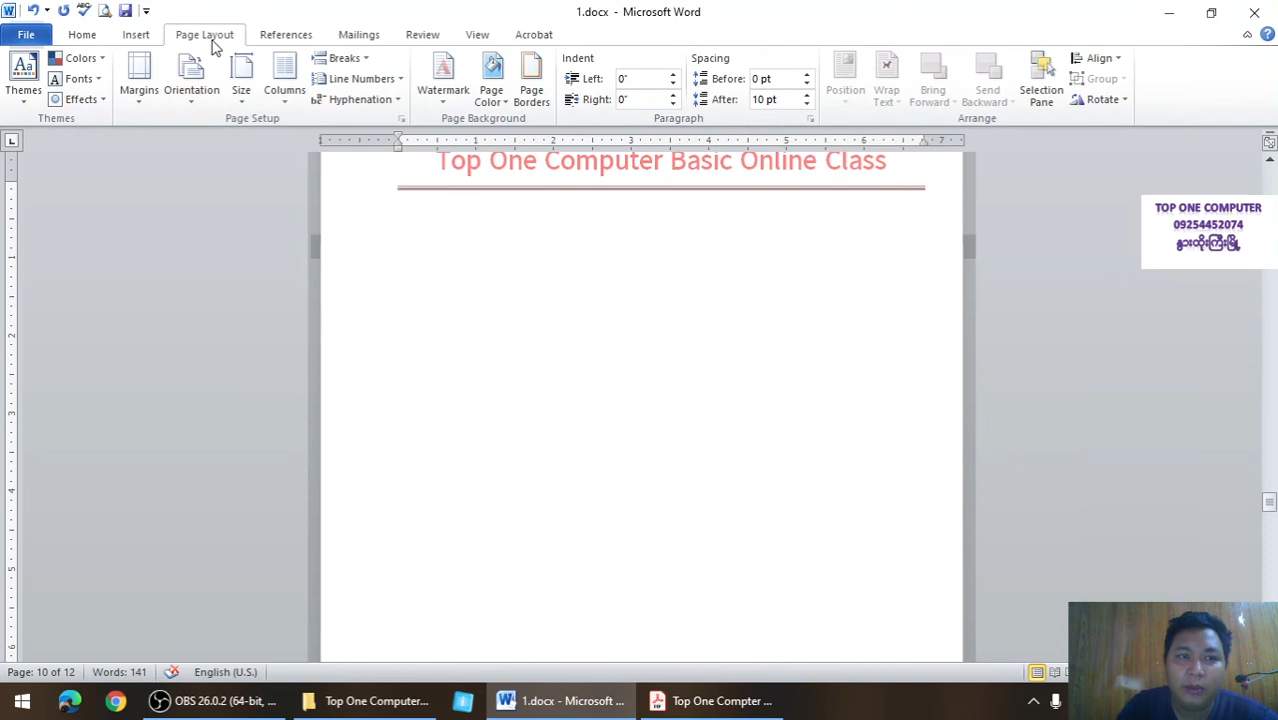 1.docx - Microsoft Word
File Home Insert Page Layout References Mailings Review View Acrobat
Themes
Colors
Fonts
Effects
Themes
Margins
Orientation
Size
Columns
Breaks
Line Numbers
Hyphenation
Page Setup
Watermark
Page Color
Page Borders
Page Background
Indent
Left: 0"
Right: 0"
Spacing
Before: 0 pt
After: 10 pt
Paragraph
Position
Wrap Text
Bring Forward
Send Backward
Selection Pane
Align
Group
Rotate
Arrange
Top One Computer Basic Online Class
TOP ONE COMPUTER
09254452074
နွားထိုးကြီးမြို့
Page: 10 of 12 Words: 141 English (U.S.)
OBS 26.0.2 (64-bit, ...
Top One Computer...
1.docx - Microsoft ...
Top One Compter ...